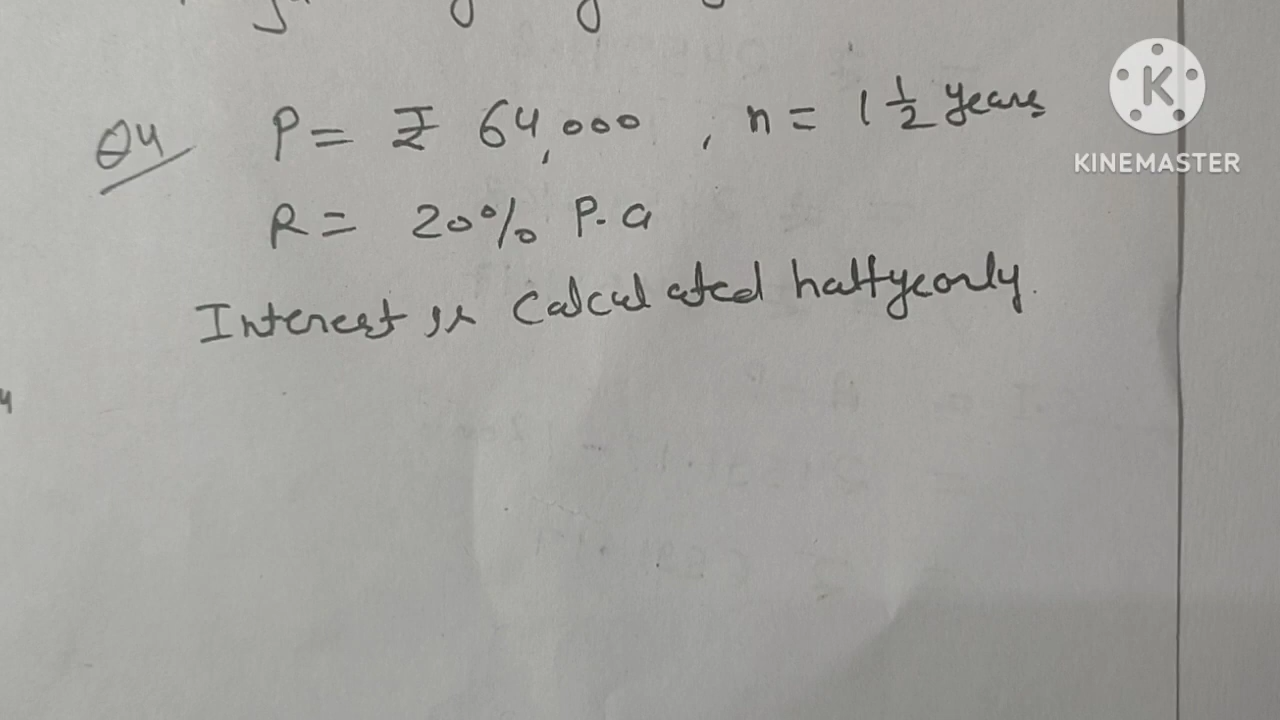 Q4 P = ₹ 64,000 , n = 1 1/2 years
R = 20% P.a
Interest is calculated halfyearly.
KINEMASTER